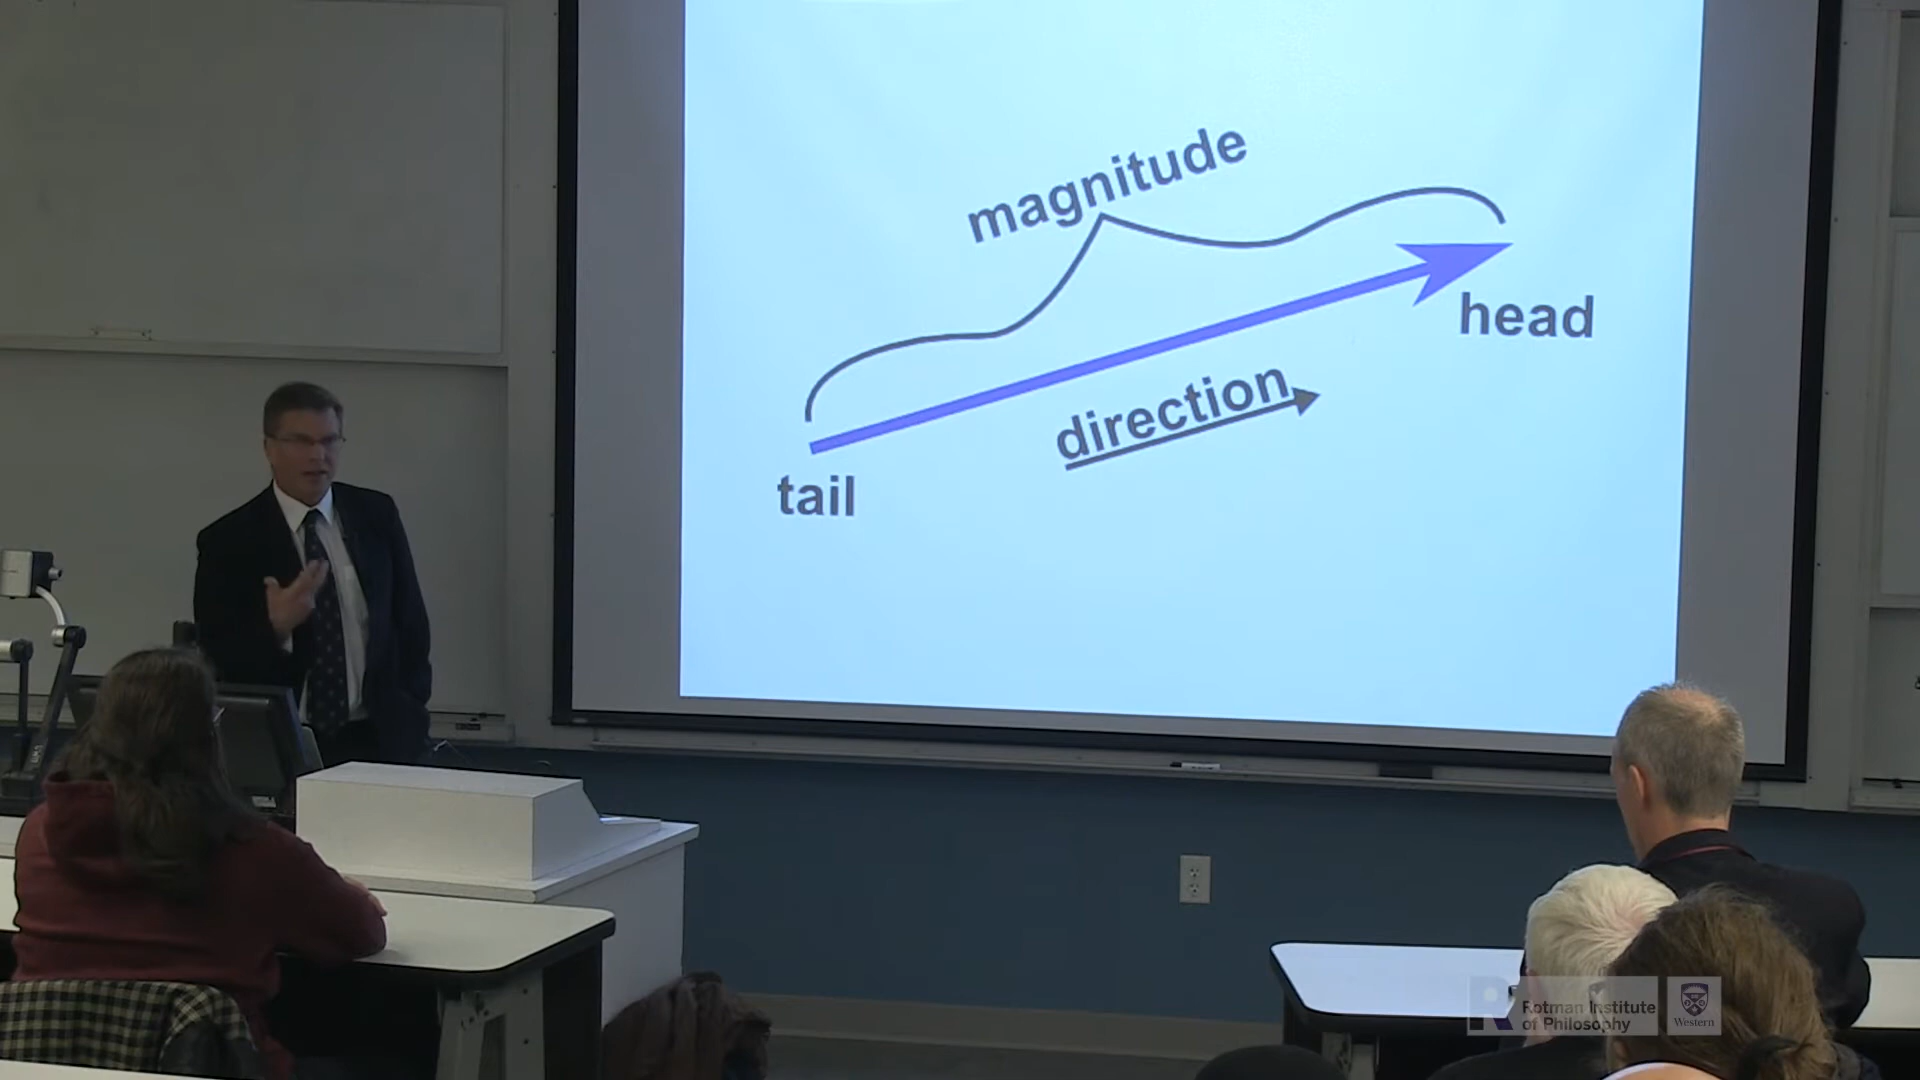 magnitude
head
direction
tail
Rotman Institute
of Philosophy
Western